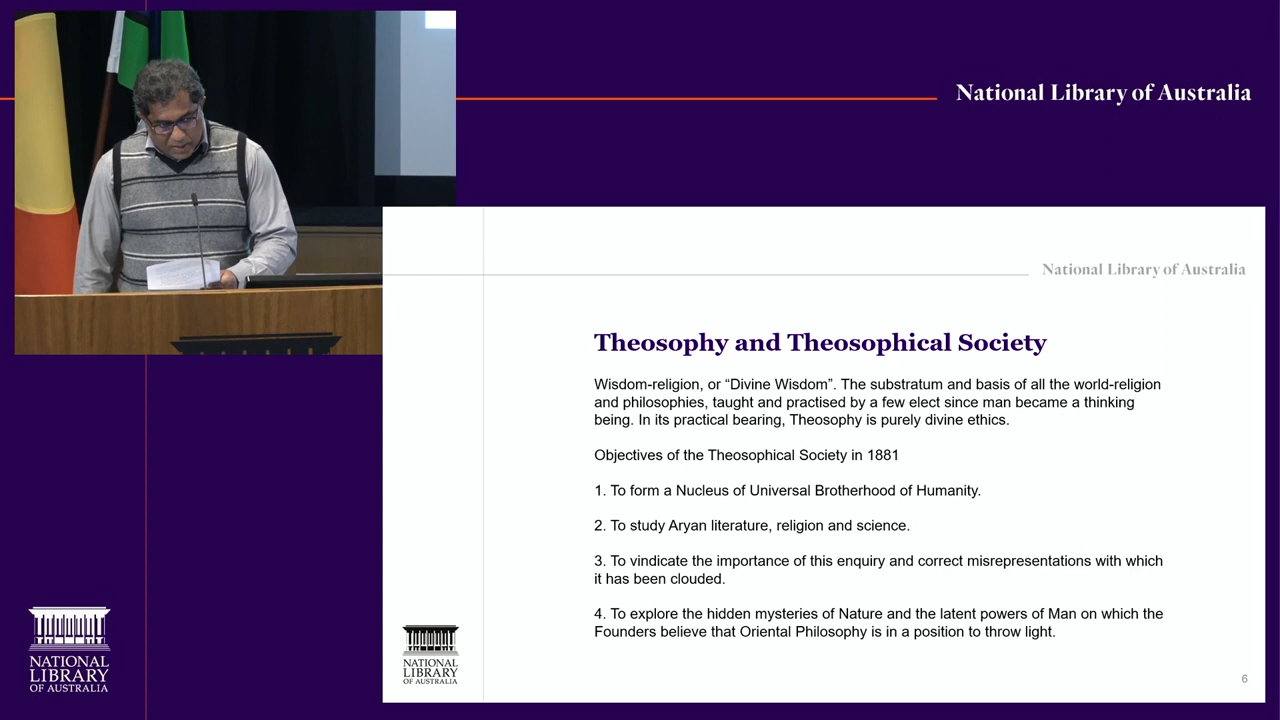 National Library of Australia
National Library of Australia
Theosophy and Theosophical Society
Wisdom-religion, or “Divine Wisdom”. The substratum and basis of all the world-religion
and philosophies, taught and practised by a few elect since man became a thinking
being. In its practical bearing, Theosophy is purely divine ethics.
Objectives of the Theosophical Society in 1881
1. To form a Nucleus of Universal Brotherhood of Humanity.
2. To study Aryan literature, religion and science.
3. To vindicate the importance of this enquiry and correct misrepresentations with which
it has been clouded.
4. To explore the hidden mysteries of Nature and the latent powers of Man on which the
Founders believe that Oriental Philosophy is in a position to throw light.
NATIONAL
LIBRARY
OF AUSTRALIA
NATIONAL
LIBRARY
OF AUSTRALIA
6